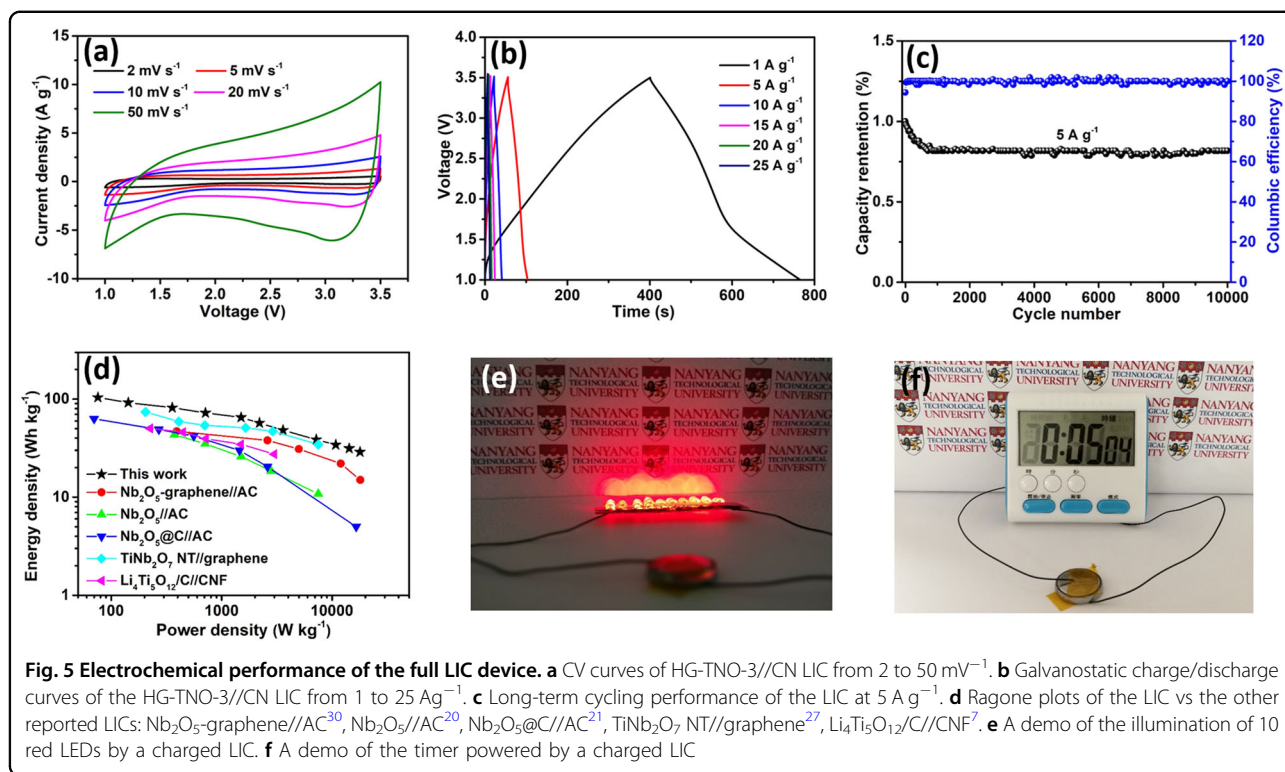 (a)
2 mV s⁻¹ 5 mV s⁻¹
10 mV s⁻¹ 20 mV s⁻¹
50 mV s⁻¹
15
10
5
0
-5
-10
Current density (A g⁻¹)
1.0 1.5 2.0 2.5 3.0 3.5
Voltage (V)
(b)
1 A g⁻¹
5 A g⁻¹
10 A g⁻¹
15 A g⁻¹
20 A g⁻¹
25 A g⁻¹
4.0
3.5
3.0
2.5
2.0
1.5
1.0
Voltage (V)
0 200 400 600 800
Time (s)
(c)
5 A g⁻¹
1.5
1.0
0.5
0.0
Capacity rentention (%)
120
100
80
60
40
20
0
Columbic efficiency (%)
0 2000 4000 6000 8000 10000
Cycle number
(d)
This work
Nb₂O₅-graphene//AC
Nb₂O₅//AC
Nb₂O₅@C//AC
TiNb₂O₇ NT//graphene
Li₄Ti₅O₁₂/C//CNF
100
10
1
Energy density (Wh kg⁻¹)
100 1000 10000
Power density (W kg⁻¹)
(e)
NANYANG
TECHNOLOGICAL
UNIVERSITY
(f)
NANYANG
TECHNOLOGICAL
UNIVERSITY
0:05 04
時 分 秒
Fig. 5 Electrochemical performance of the full LIC device. a CV curves of HG-TNO-3//CN LIC from 2 to 50 mV⁻¹. b Galvanostatic charge/discharge
curves of the HG-TNO-3//CN LIC from 1 to 25 Ag⁻¹. c Long-term cycling performance of the LIC at 5 A g⁻¹. d Ragone plots of the LIC vs the other
reported LICs: Nb₂O₅-graphene//AC³⁰, Nb₂O₅//AC²⁰, Nb₂O₅@C//AC²¹, TiNb₂O₇ NT//graphene²⁷, Li₄Ti₅O₁₂/C//CNF⁷. e A demo of the illumination of 10
red LEDs by a charged LIC. f A demo of the timer powered by a charged LIC